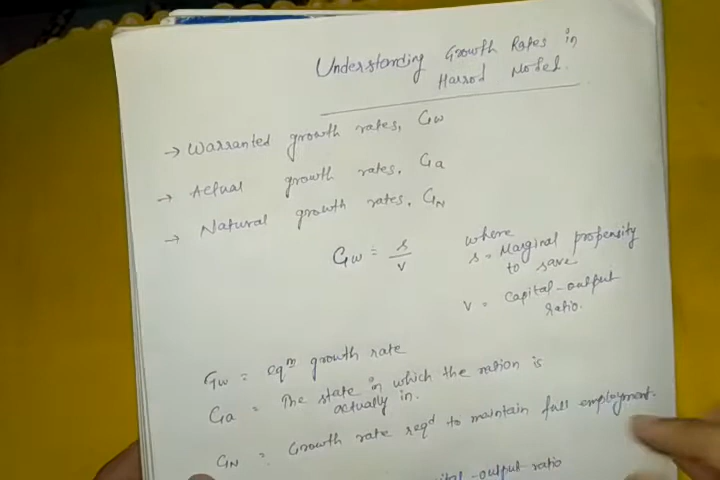 Understanding Growth Rates in
Harrod Model.
→ Warranted growth rates, Gw
→ Actual growth rates. Ga
→ Natural growth rates. GN
Gw = s/v
where
s = Marginal propensity
to save
v = Capital-output
ratio.
Gw = eqm growth rate
Ga = The state in which the nation is
actually in.
GN = Growth rate reqd to maintain full employment.
-output ratio